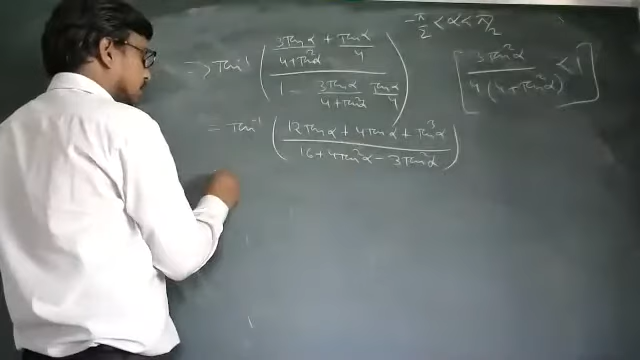 -π/2 < α < π/2
⇒ Tan⁻¹ ( (3Tanα/(4+Tan²α) + Tanα/4) / (1 - 3Tanα/(4+Tan²α) Tanα/4) )
[ 3Tan²α / 4(4+Tan²α) < 1 ]
= Tan⁻¹ ( (12Tanα + 4Tanα + Tan³α) / (16 + 4Tan²α - 3Tan²α) )